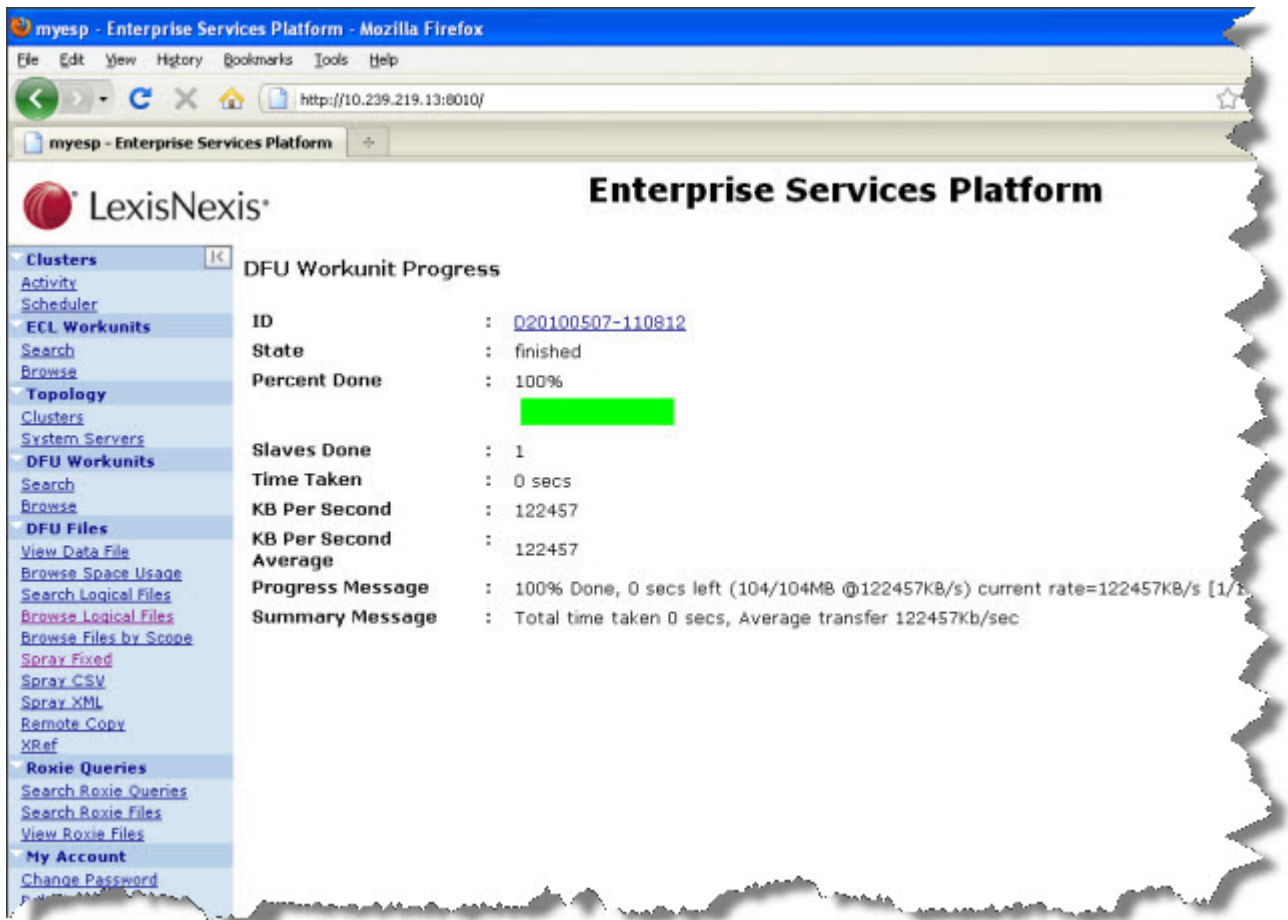 myesp - Enterprise Services Platform - Mozilla Firefox
File Edit View History Bookmarks Tools Help
http://10.239.219.13:8010/
myesp - Enterprise Services Platform
LexisNexis
Enterprise Services Platform
Clusters
Activity
Scheduler
ECL Workunits
Search
Browse
Topology
Clusters
System Servers
DFU Workunits
Search
Browse
DFU Files
View Data File
Browse Space Usage
Search Logical Files
Browse Logical Files
Browse Files by Scope
Spray Fixed
Spray CSV
Spray XML
Remote Copy
XRef
Roxie Queries
Search Roxie Queries
Search Roxie Files
View Roxie Files
My Account
Change Password
DFU Workunit Progress
ID : D20100507-110812
State : finished
Percent Done : 100%
Slaves Done : 1
Time Taken : 0 secs
KB Per Second : 122457
KB Per Second Average : 122457
Progress Message : 100% Done, 0 secs left (104/104MB @122457KB/s) current rate=122457KB/s [1/1
Summary Message : Total time taken 0 secs, Average transfer 122457Kb/sec